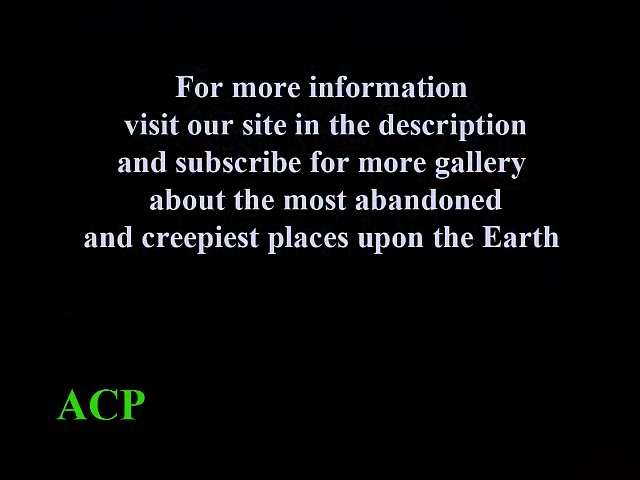 For more information
visit our site in the description
and subscribe for more gallery
about the most abandoned
and creepiest places upon the Earth
ACP